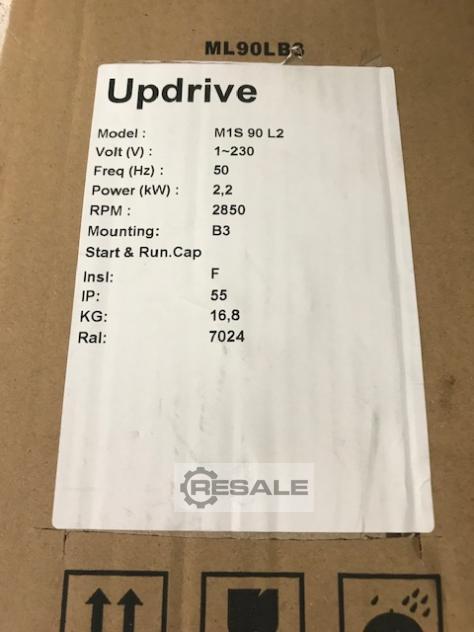 ML90LB3
Updrive
Model : M1S 90 L2
Volt (V) : 1~230
Freq (Hz) : 50
Power (kW) : 2,2
RPM : 2850
Mounting: B3
Start & Run.Cap
Insl: F
IP: 55
KG: 16,8
Ral: 7024
RESALE